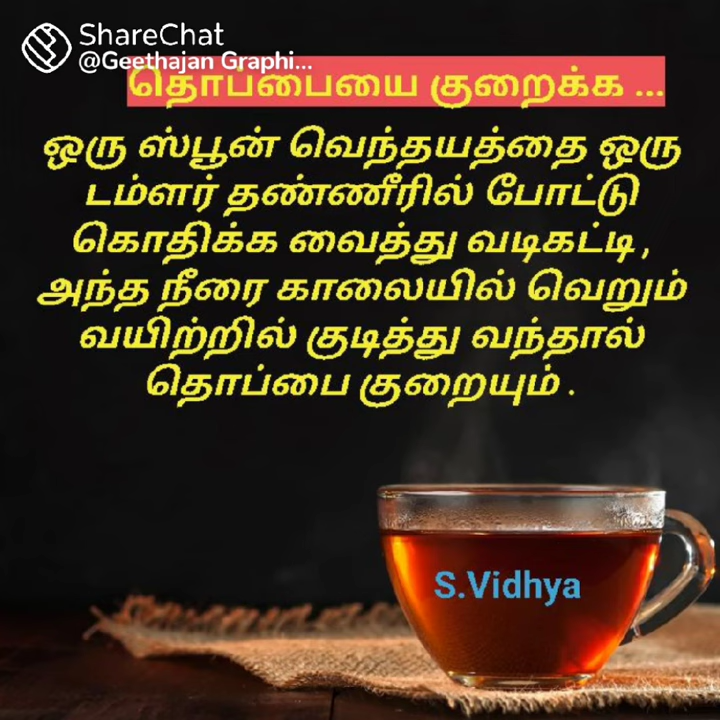 ShareChat
@Geethajan Graphi...
தொப்பையை குறைக்க ...
ஒரு ஸ்பூன் வெந்தயத்தை ஒரு
டம்ளர் தண்ணீரில் போட்டு
கொதிக்க வைத்து வடிகட்டி,
அந்த நீரை காலையில் வெறும்
வயிற்றில் குடித்து வந்தால்
தொப்பை குறையும் .
S.Vidhya